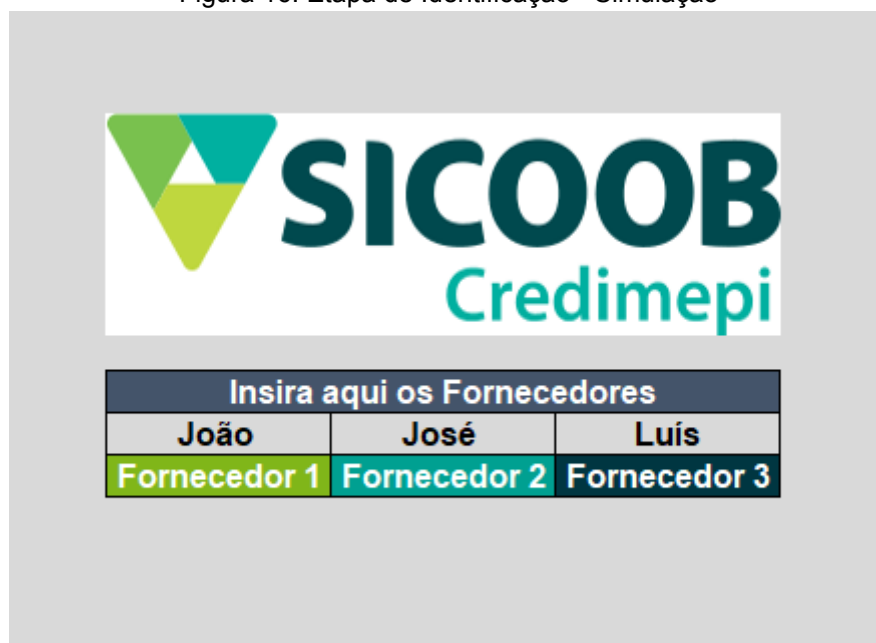 SICOOB
Credimepi
Insira aqui os Fornecedores
João José Luís
Fornecedor 1 Fornecedor 2 Fornecedor 3